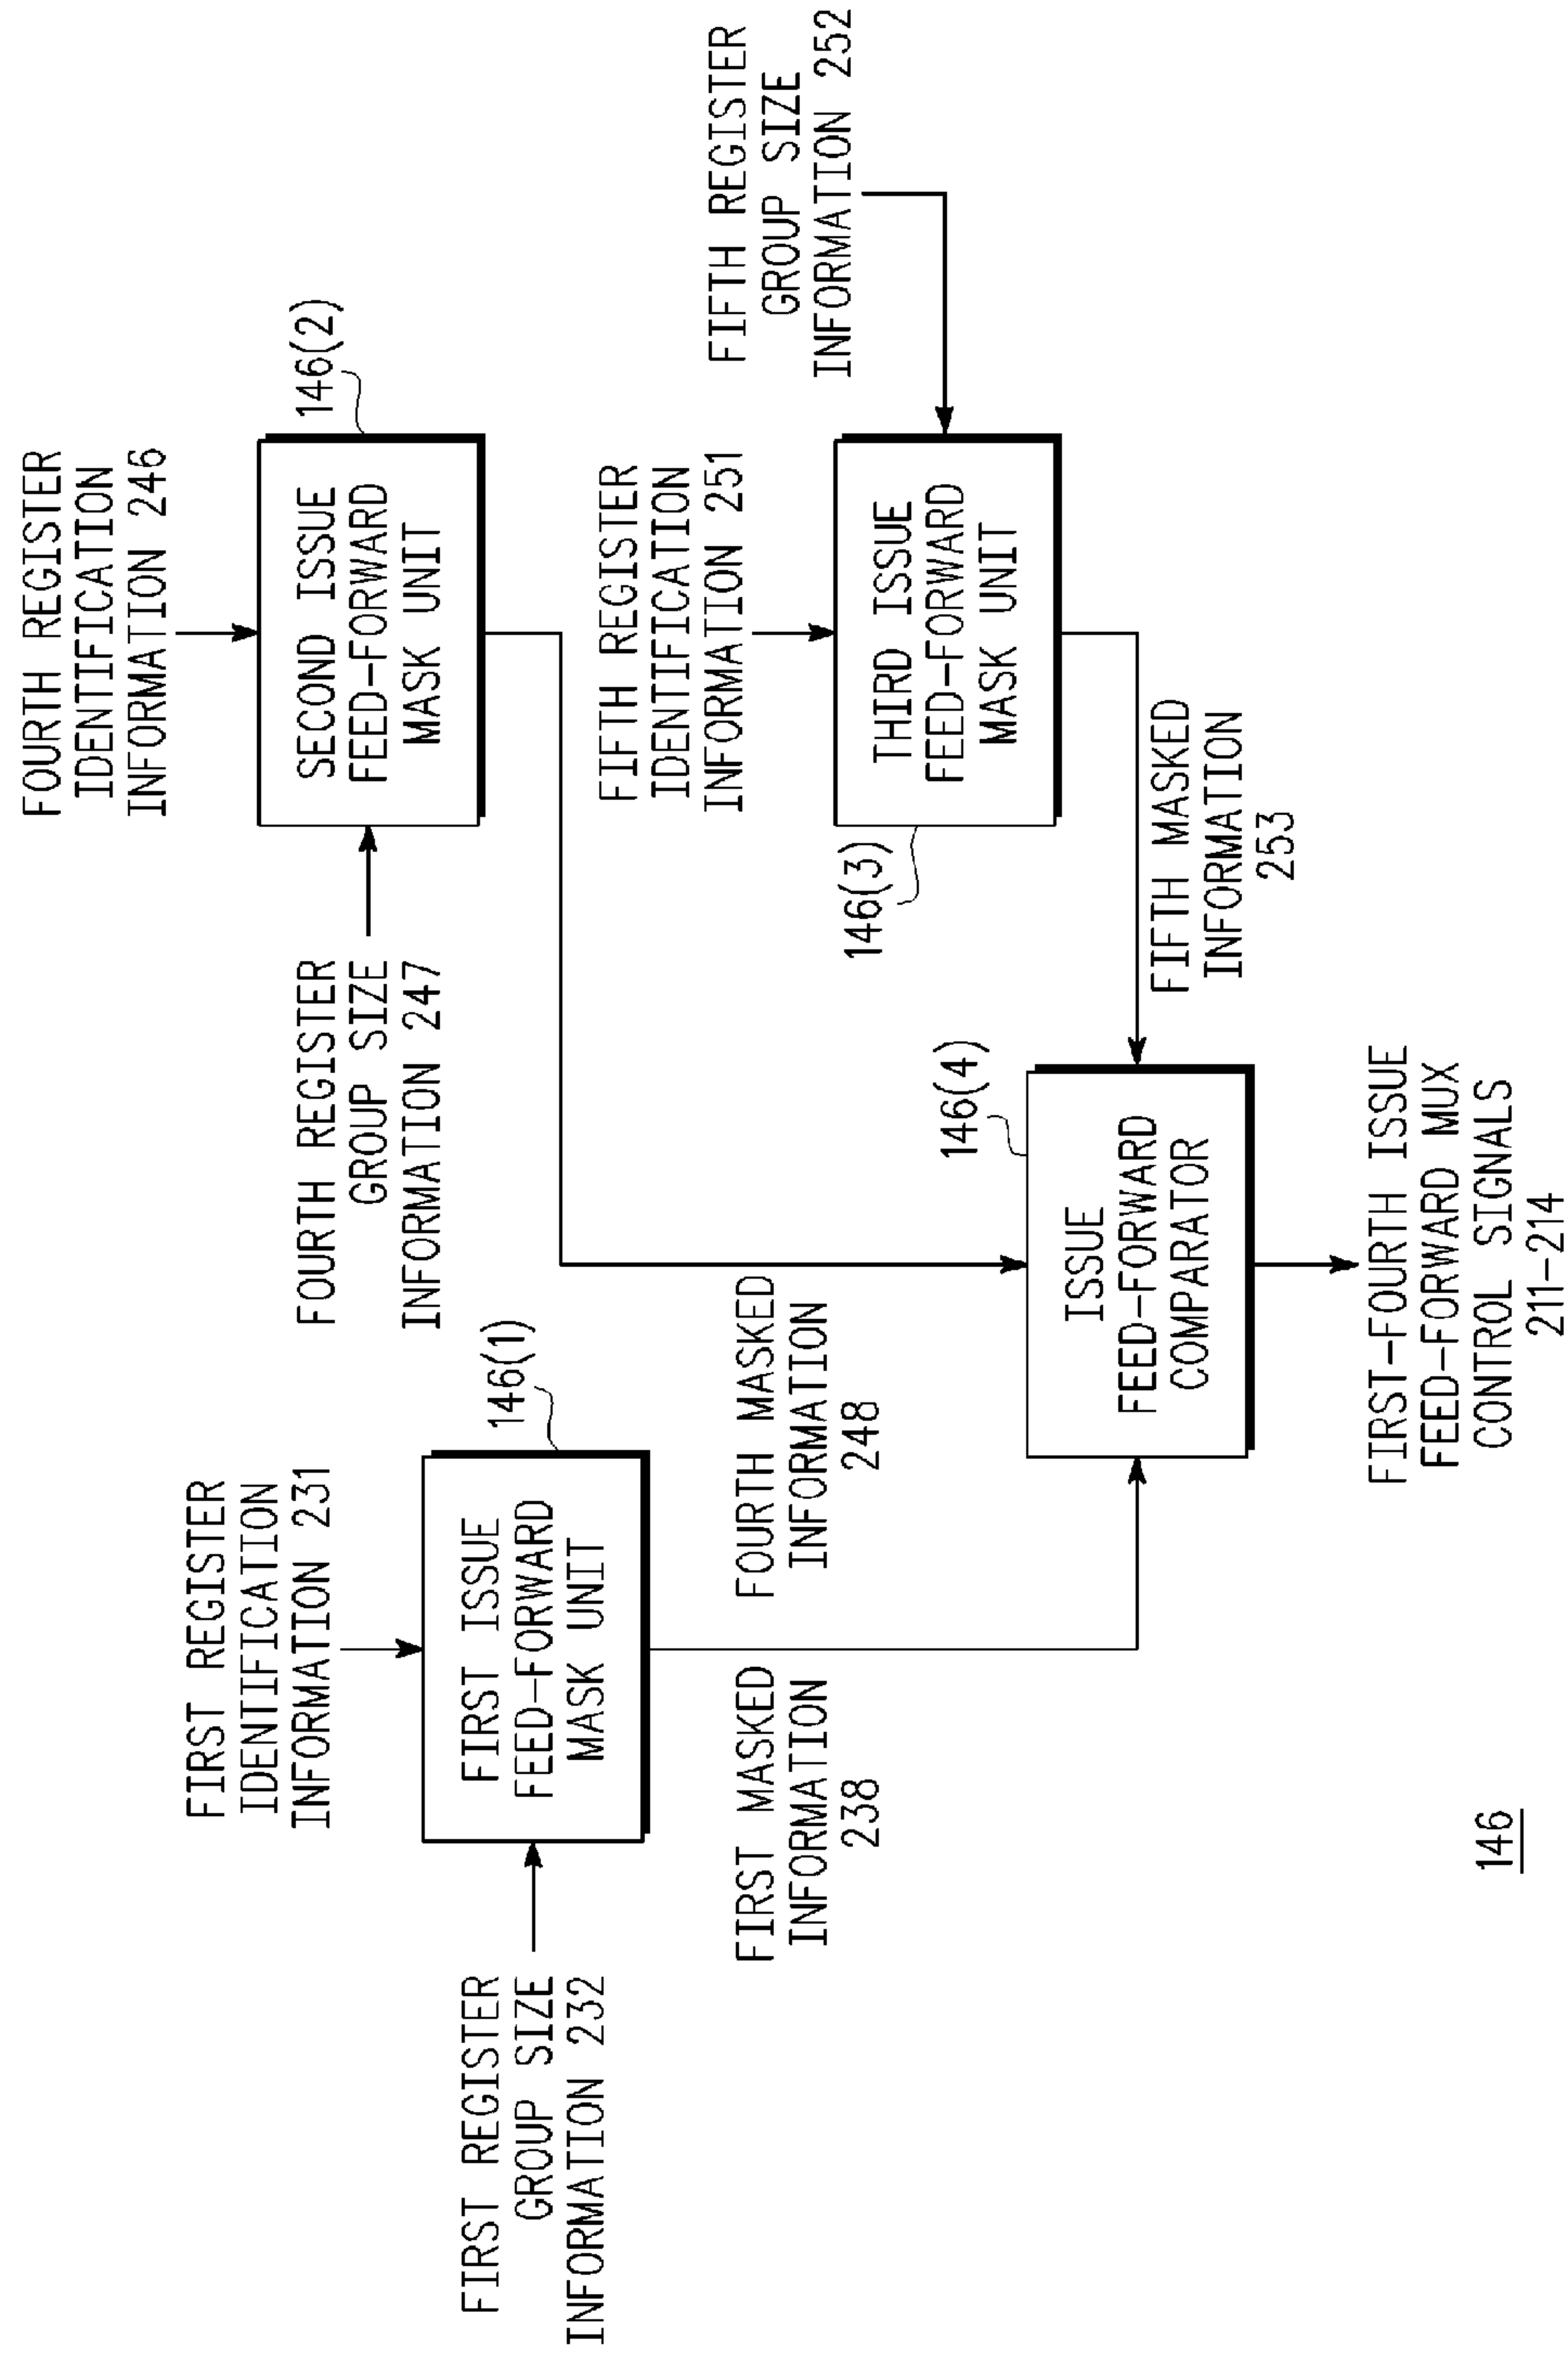 FOURTH REGISTER
IDENTIFICATION
INFORMATION 246
FOURTH REGISTER
GROUP SIZE
INFORMATION 247
SECOND ISSUE
FEED-FORWARD
MASK UNIT
146(2)
FIRST REGISTER
IDENTIFICATION
INFORMATION 231
FIRST REGISTER
GROUP SIZE
INFORMATION 232
FIRST ISSUE
FEED-FORWARD
MASK UNIT
146(1)
FIFTH REGISTER
IDENTIFICATION
INFORMATION 251
FIFTH REGISTER
GROUP SIZE
INFORMATION 252
THIRD ISSUE
FEED-FORWARD
MASK UNIT
146(3)
FIRST MASKED
INFORMATION
238
FOURTH MASKED
INFORMATION
248
FIFTH MASKED
INFORMATION
253
ISSUE
FEED-FORWARD
COMPARATOR
146(4)
FIRST-FOURTH ISSUE
FEED-FORWARD MUX
CONTROL SIGNALS
211-214
146